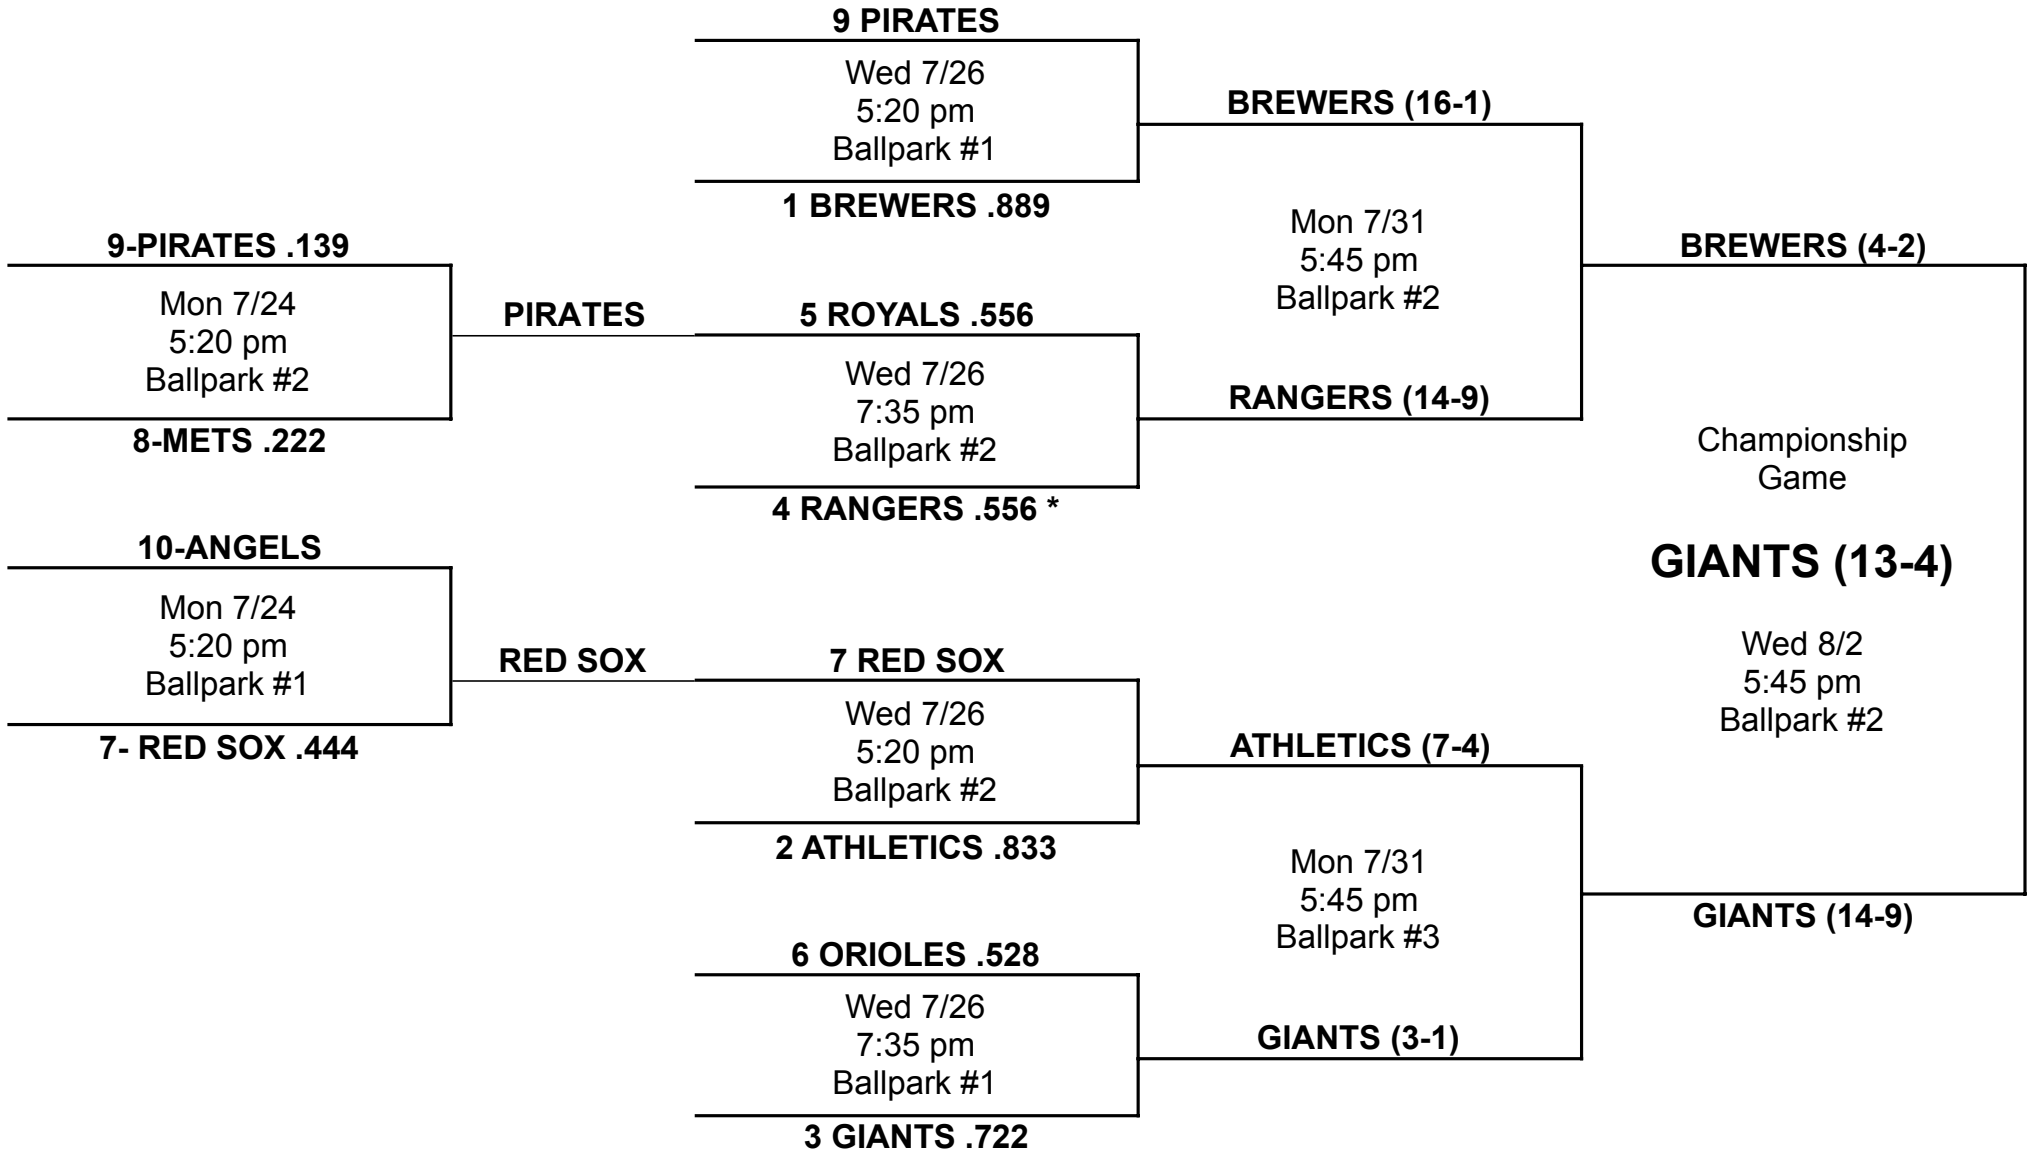 9-PIRATES .139
Mon 7/24
5:20 pm
Ballpark #2
8-METS .222
10-ANGELS
Mon 7/24
5:20 pm
Ballpark #1
7- RED SOX .444
PIRATES
RED SOX
9 PIRATES
Wed 7/26
5:20 pm
Ballpark #1
1 BREWERS .889
5 ROYALS .556
Wed 7/26
7:35 pm
Ballpark #2
4 RANGERS .556 *
7 RED SOX
Wed 7/26
5:20 pm
Ballpark #2
2 ATHLETICS .833
6 ORIOLES .528
Wed 7/26
7:35 pm
Ballpark #1
3 GIANTS .722
BREWERS (16-1)
Mon 7/31
5:45 pm
Ballpark #2
RANGERS (14-9)
ATHLETICS (7-4)
Mon 7/31
5:45 pm
Ballpark #3
GIANTS (3-1)
BREWERS (4-2)
Championship
Game
GIANTS (13-4)
Wed 8/2
5:45 pm
Ballpark #2
GIANTS (14-9)